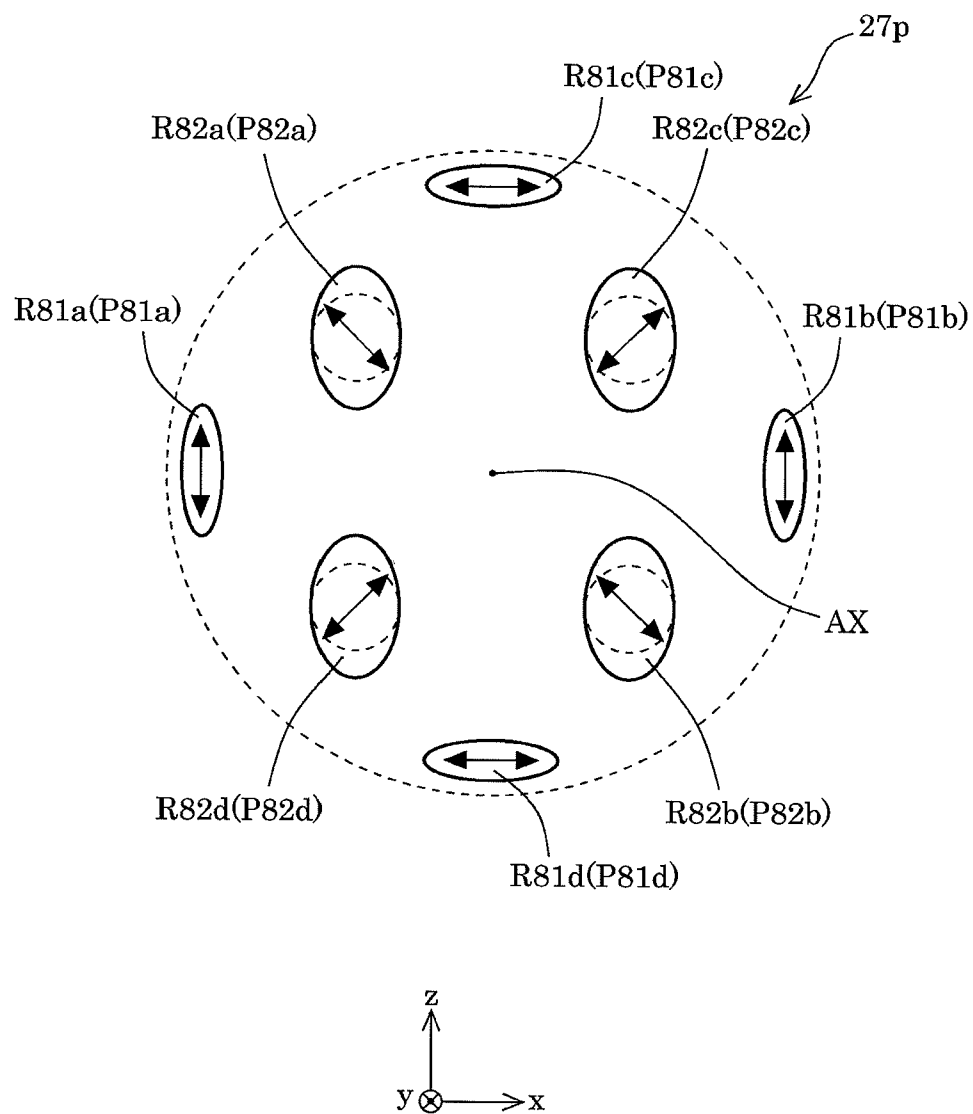 27p
R81c(P81c)
R82a(P82a)
R82c(P82c)
R81a(P81a)
R81b(P81b)
AX
R82d(P82d)
R82b(P82b)
R81d(P81d)
z
y
x